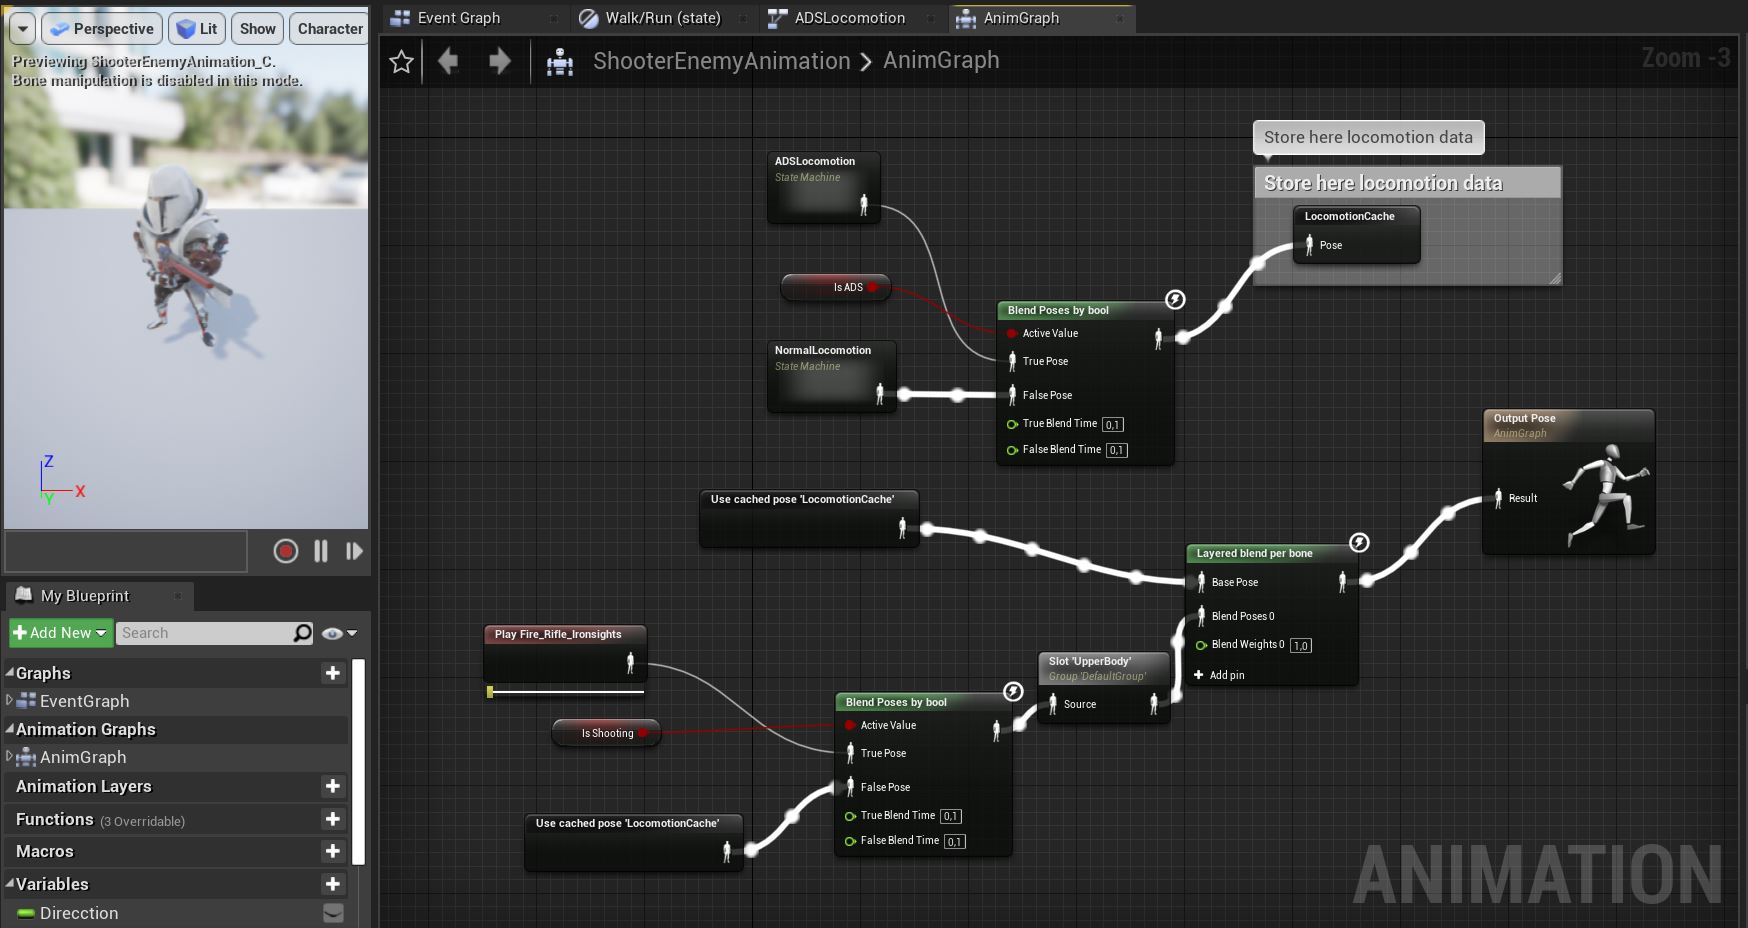 Event Graph
Walk/Run (state)
ADSLocomotion
AnimGraph
Perspective
Lit
Show
Character
Previewing ShooterEnemyAnimation_C.
Bone manipulation is disabled in this mode.
ShooterEnemyAnimation > AnimGraph
Zoom -3
Store here locomotion data
Store here locomotion data
LocomotionCache
Pose
ADSLocomotion
State Machine
Is ADS
NormalLocomotion
State Machine
Blend Poses by bool
Active Value
True Pose
False Pose
True Blend Time 0,1
False Blend Time 0,1
Output Pose
AnimGraph
Result
Use cached pose 'LocomotionCache'
Layered blend per bone
Base Pose
Blend Poses 0
Blend Weights 0 1,0
Add pin
Play Fire_Rifle_Ironsights
Is Shooting
Slot 'UpperBody'
Group 'DefaultGroup'
Source
Blend Poses by bool
Active Value
True Pose
False Pose
True Blend Time 0,1
False Blend Time 0,1
Use cached pose 'LocomotionCache'
Z
X
Y
My Blueprint
Add New
Search
Graphs
EventGraph
Animation Graphs
AnimGraph
Animation Layers
Functions (3 Overridable)
Macros
Variables
Direcction
ANIMATION